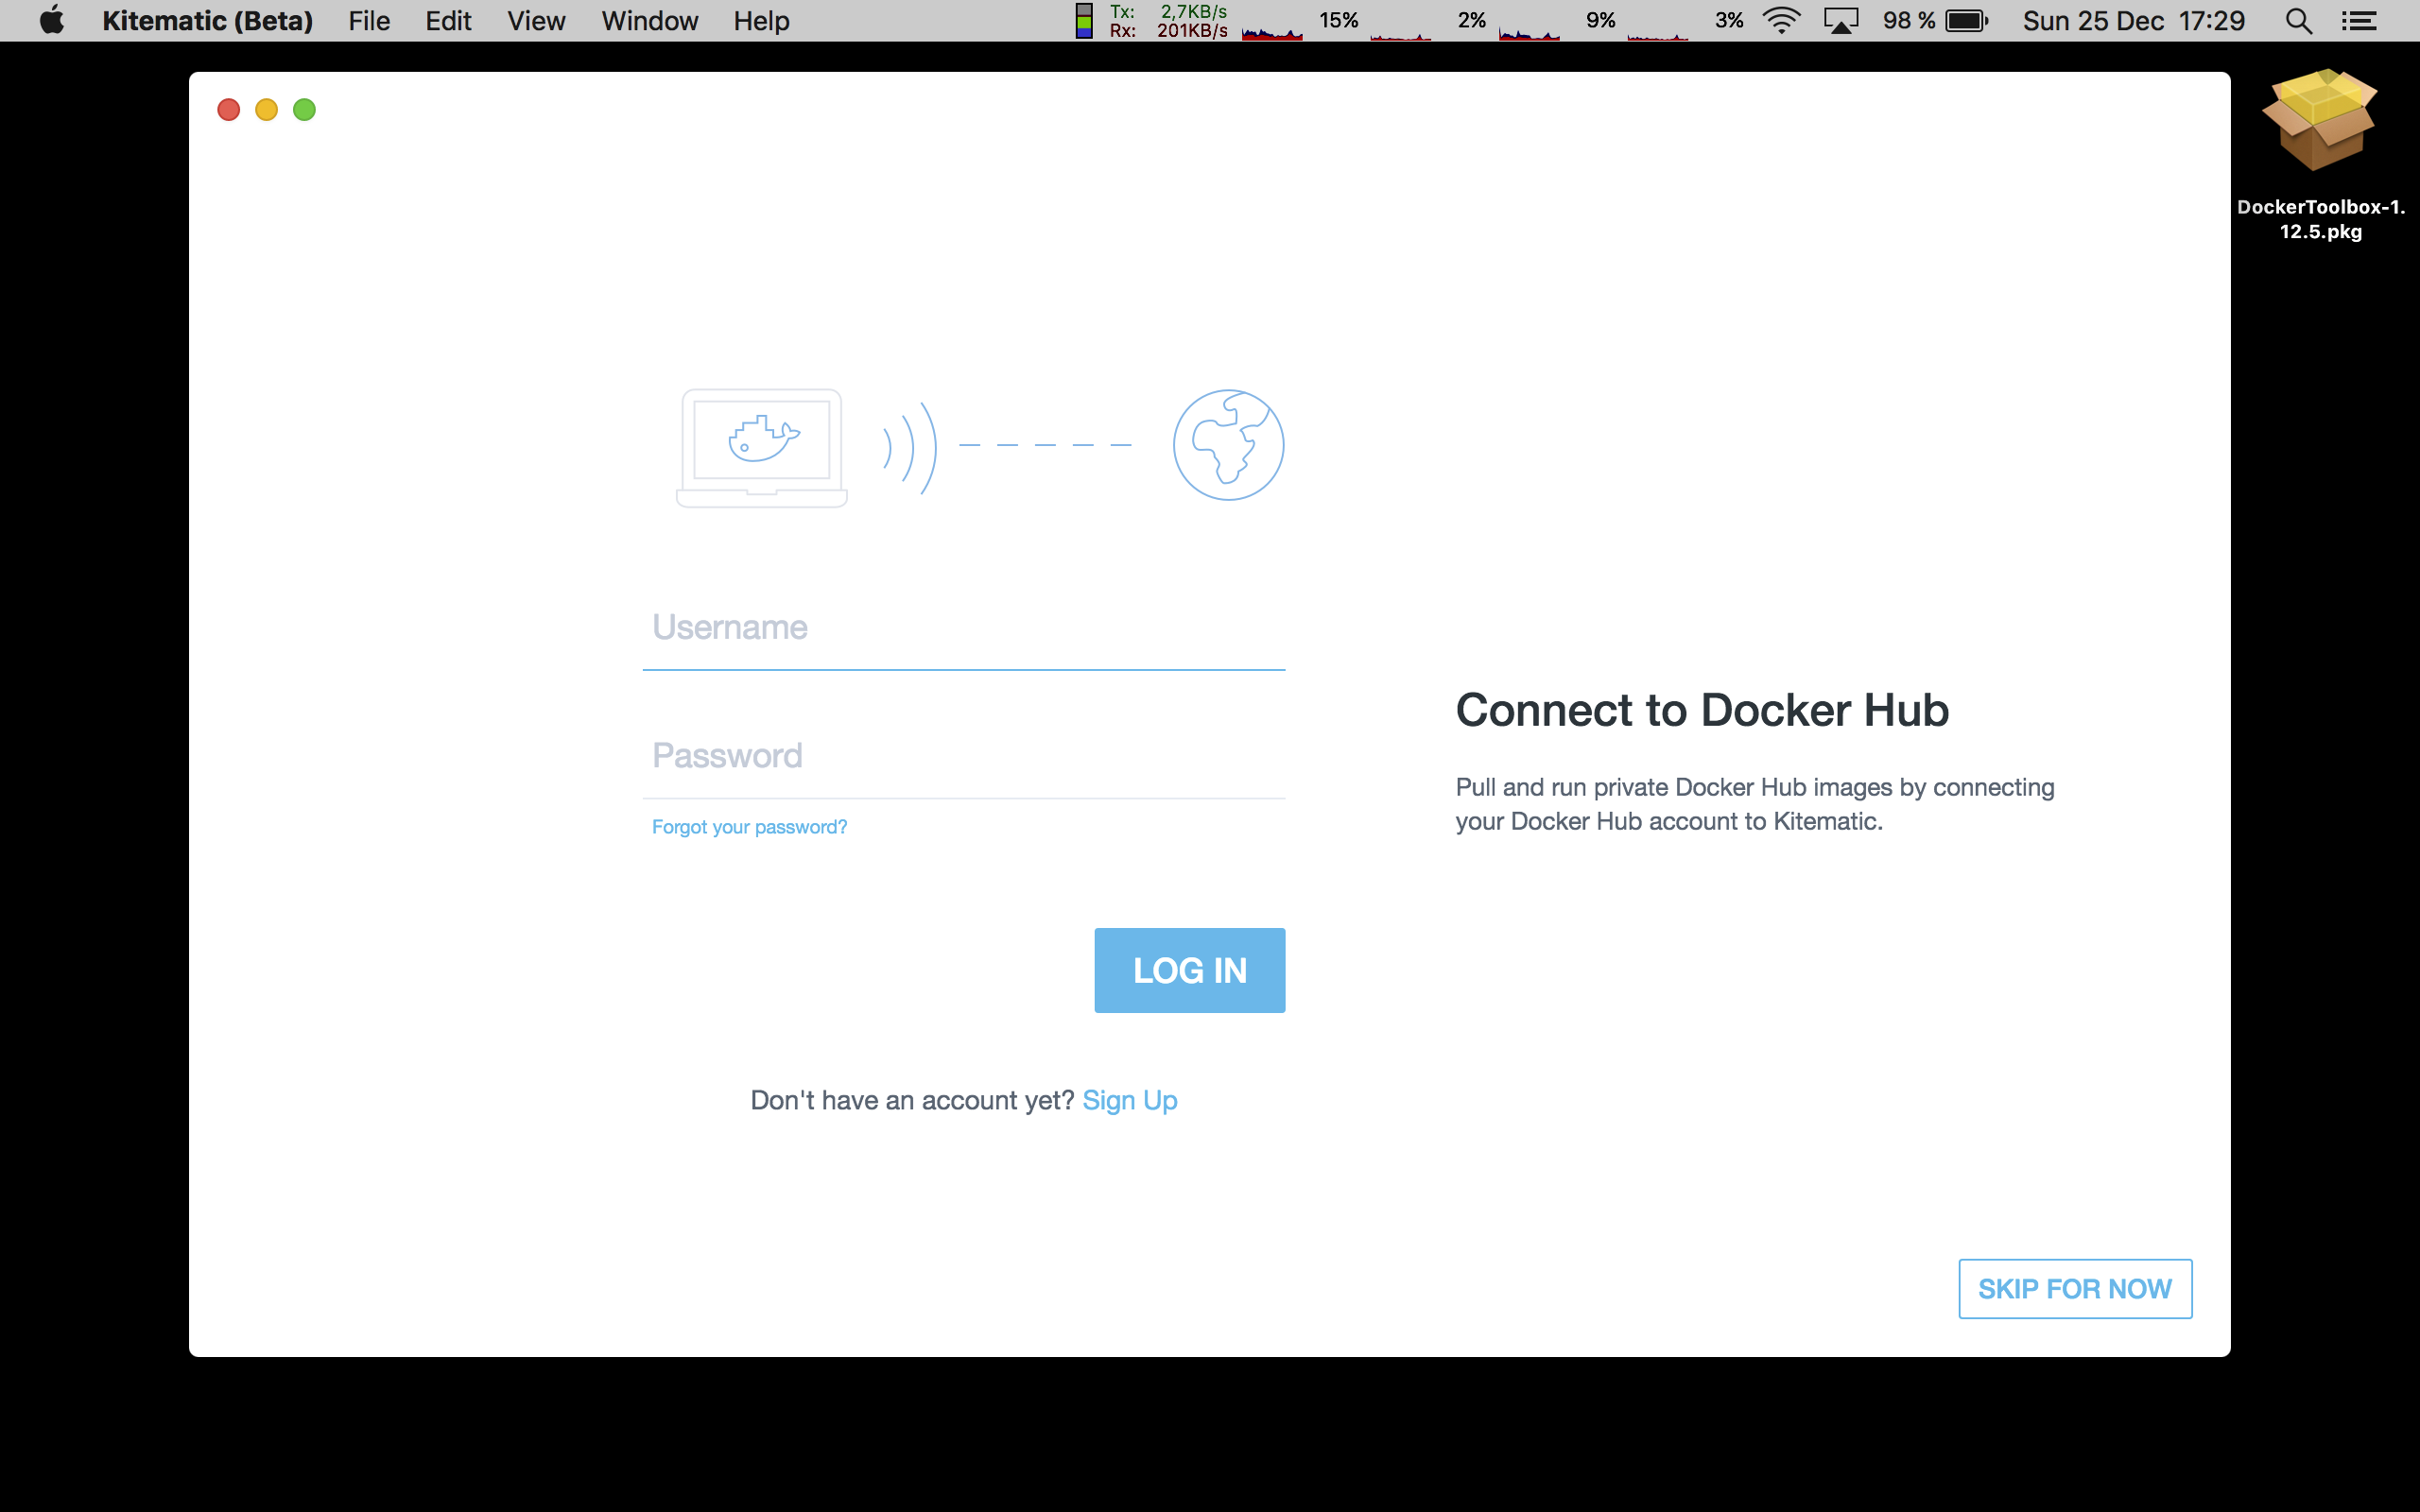 Kitematic (Beta) File Edit View Window Help
Tx: 2,7KB/s
Rx: 201KB/s
15% 2% 9% 3% 98 % Sun 25 Dec 17:29
DockerToolbox-1.
12.5.pkg
Username
Password
Forgot your password?
LOG IN
Don't have an account yet? Sign Up
Connect to Docker Hub
Pull and run private Docker Hub images by connecting
your Docker Hub account to Kitematic.
SKIP FOR NOW